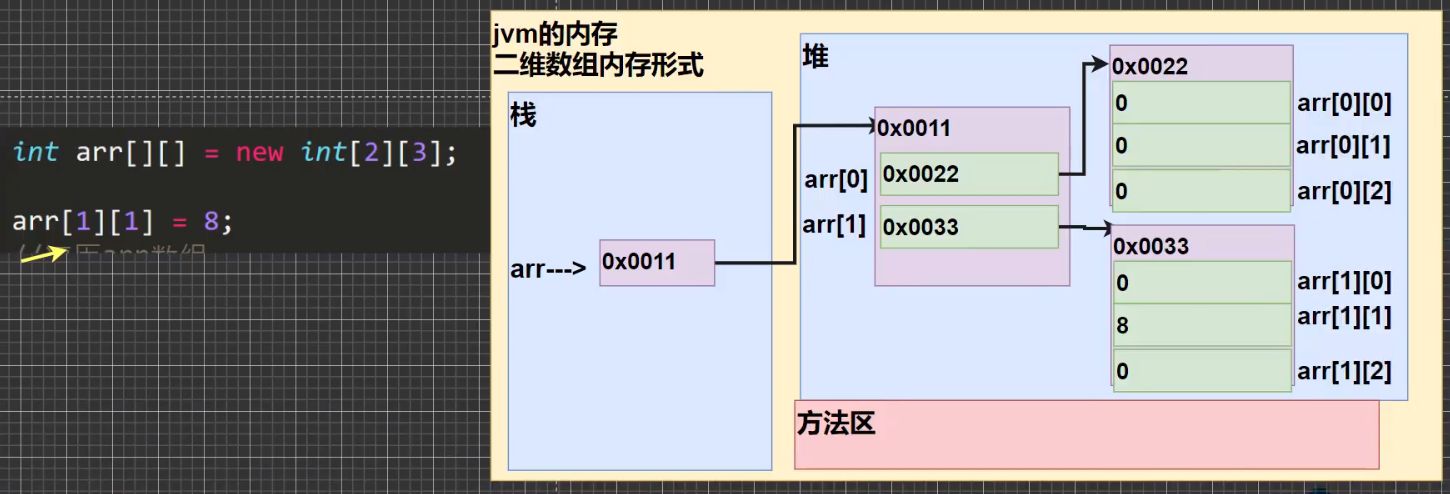 int arr[][] = new int[2][3];
arr[1][1] = 8;
jvm的内存
二维数组内存形式
栈
arr--->
0x0011
堆
0x0011
arr[0]
0x0022
arr[1]
0x0033
0x0022
0
arr[0][0]
0
arr[0][1]
0
arr[0][2]
0x0033
0
arr[1][0]
8
arr[1][1]
0
arr[1][2]
方法区